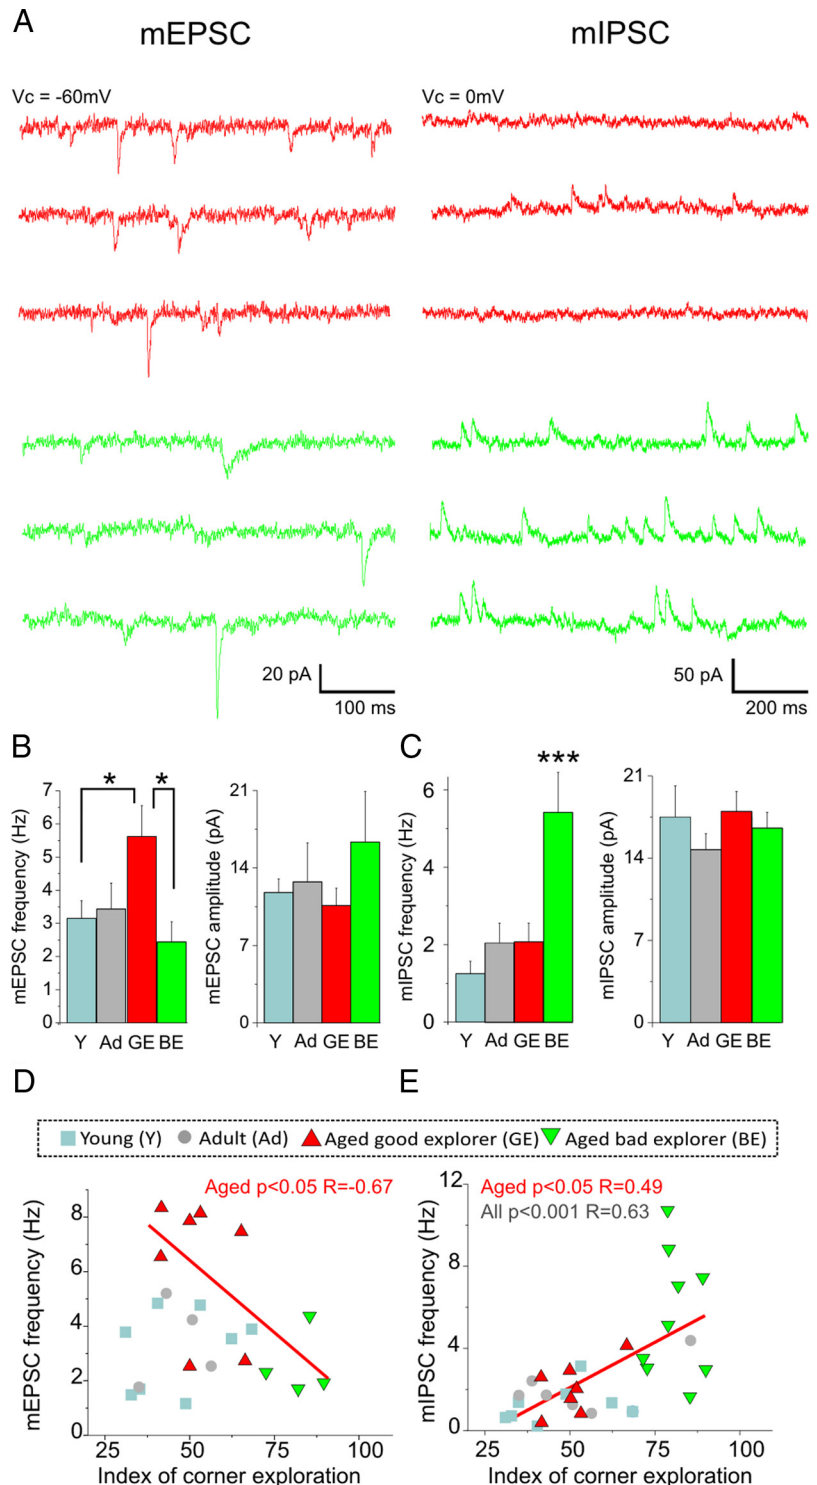 A
mEPSC
mIPSC
Vc = -60mV
Vc = 0mV
20 pA
100 ms
50 pA
200 ms
B
*
*
7
6
5
4
3
2
1
0
mEPSC frequency (Hz)
Y Ad GE BE
21
14
7
0
mEPSC amplitude (pA)
Y Ad GE BE
C
***
6
4
2
0
mIPSC frequency (Hz)
Y Ad GE BE
21
14
7
0
mIPSC amplitude (pA)
Y Ad GE BE
D
E
Young (Y)
Adult (Ad)
Aged good explorer (GE)
Aged bad explorer (BE)
Aged p<0.05 R=-0.67
8
6
4
2
0
mEPSC frequency (Hz)
25 50 75 100
Index of corner exploration
Aged p<0.05 R=0.49
All p<0.001 R=0.63
12
8
4
0
mIPSC frequency (Hz)
25 50 75 100
Index of corner exploration